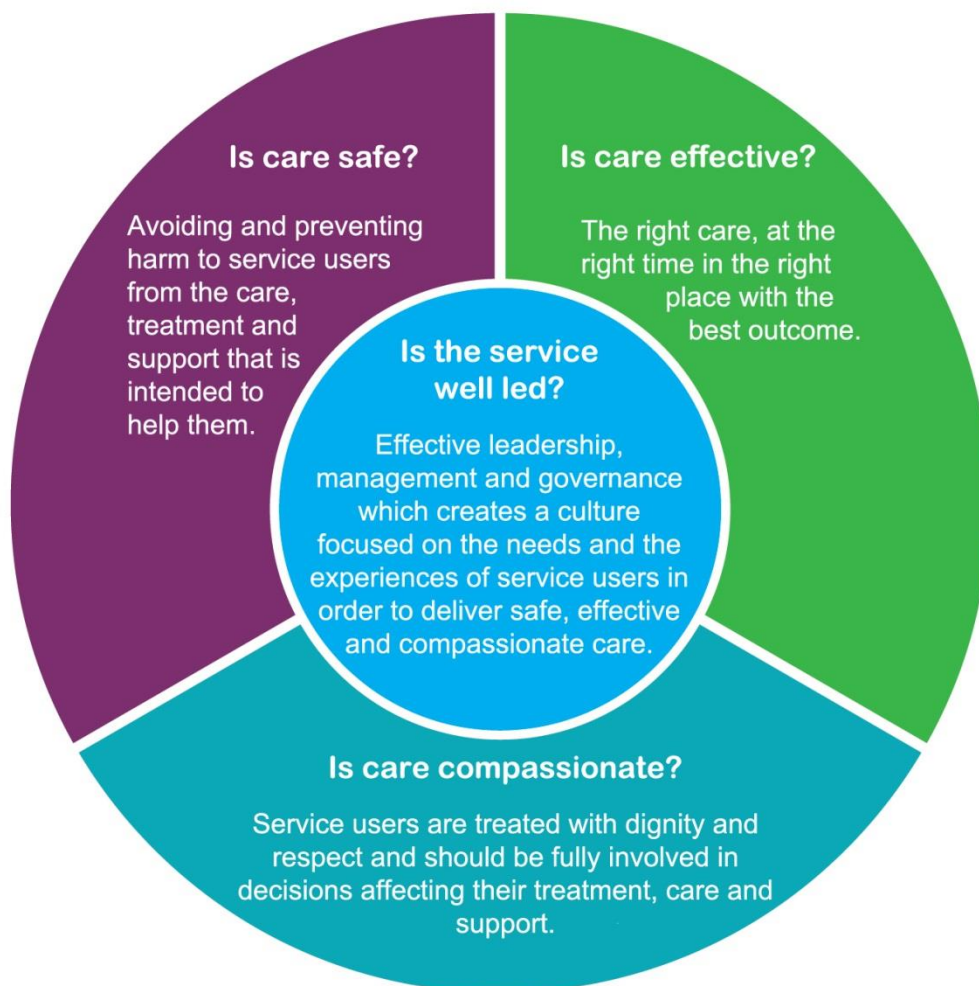 Is care safe?
Avoiding and preventing
harm to service users
from the care,
treatment and
support that is
intended to
help them.
Is care effective?
The right care, at the
right time in the right
place with the
best outcome.
Is the service
well led?
Effective leadership,
management and governance
which creates a culture
focused on the needs and the
experiences of service users in
order to deliver safe, effective
and compassionate care.
Is care compassionate?
Service users are treated with dignity and
respect and should be fully involved in
decisions affecting their treatment, care and
support.